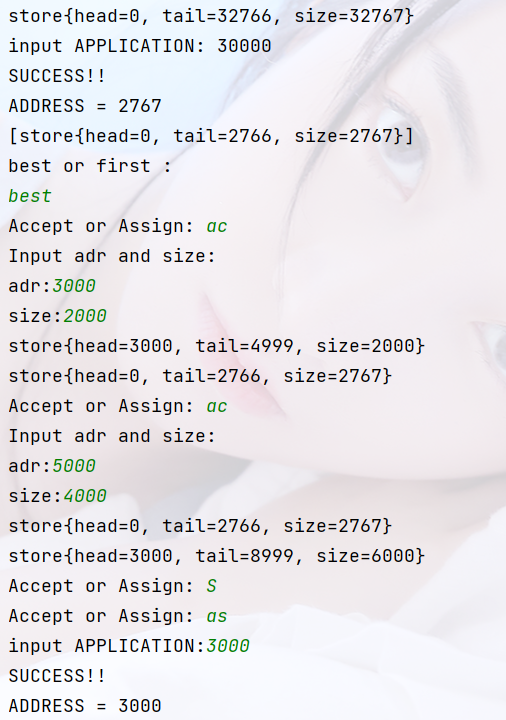 store{head=0, tail=32766, size=32767}
input APPLICATION: 30000
SUCCESS!!
ADDRESS = 2767
[store{head=0, tail=2766, size=2767}]
best or first :
best
Accept or Assign: ac
Input adr and size:
adr:3000
size:2000
store{head=3000, tail=4999, size=2000}
store{head=0, tail=2766, size=2767}
Accept or Assign: ac
Input adr and size:
adr:5000
size:4000
store{head=0, tail=2766, size=2767}
store{head=3000, tail=8999, size=6000}
Accept or Assign: S
Accept or Assign: as
input APPLICATION:3000
SUCCESS!!
ADDRESS = 3000